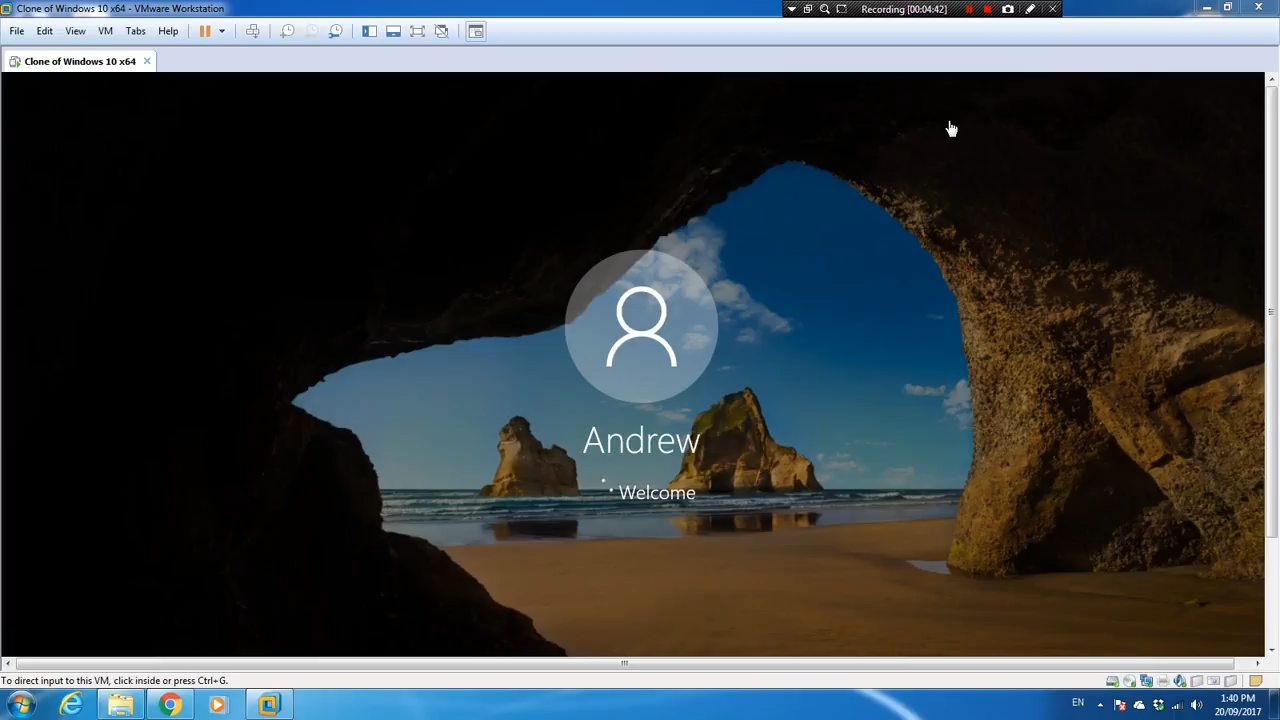 Clone of Windows 10 x64 - VMware Workstation
Recording [00:04:42]
File Edit View VM Tabs Help
Clone of Windows 10 x64
Andrew
Welcome
To direct input to this VM, click inside or press Ctrl+G.
EN
1:40 PM
20/09/2017